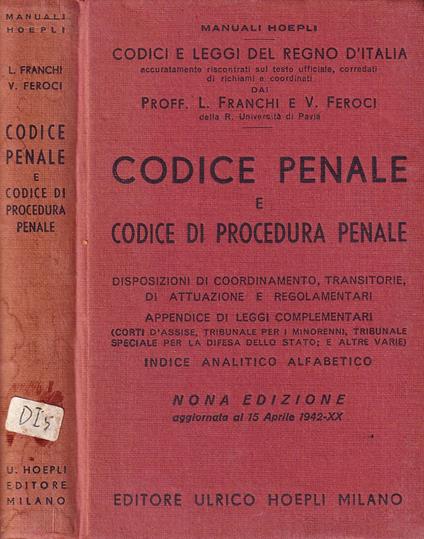 MANUALI
HOEPLI
L. FRANCHI
V. FEROCI
CODICE
PENALE
E
CODICE DI
PROCEDURA
PENALE
DI5
U. HOEPLI
EDITORE
MILANO
MANUALI HOEPLI
CODICI E LEGGI DEL REGNO D'ITALIA
accuratamente riscontrati sul testo ufficiale, corredati
di richiami e coordinati
DAI
PROFF. L. FRANCHI E V. FEROCI
della R. Università di Pavia
CODICE PENALE
E
CODICE DI PROCEDURA PENALE
DISPOSIZIONI DI COORDINAMENTO, TRANSITORIE,
DI ATTUAZIONE E REGOLAMENTARI
APPENDICE DI LEGGI COMPLEMENTARI
(CORTI D'ASSISE, TRIBUNALE PER I MINORENNI, TRIBUNALE
SPECIALE PER LA DIFESA DELLO STATO; E ALTRE VARIE)
INDICE ANALITICO ALFABETICO
NONA EDIZIONE
aggiornata al 15 Aprile 1942-XX
EDITORE ULRICO HOEPLI MILANO